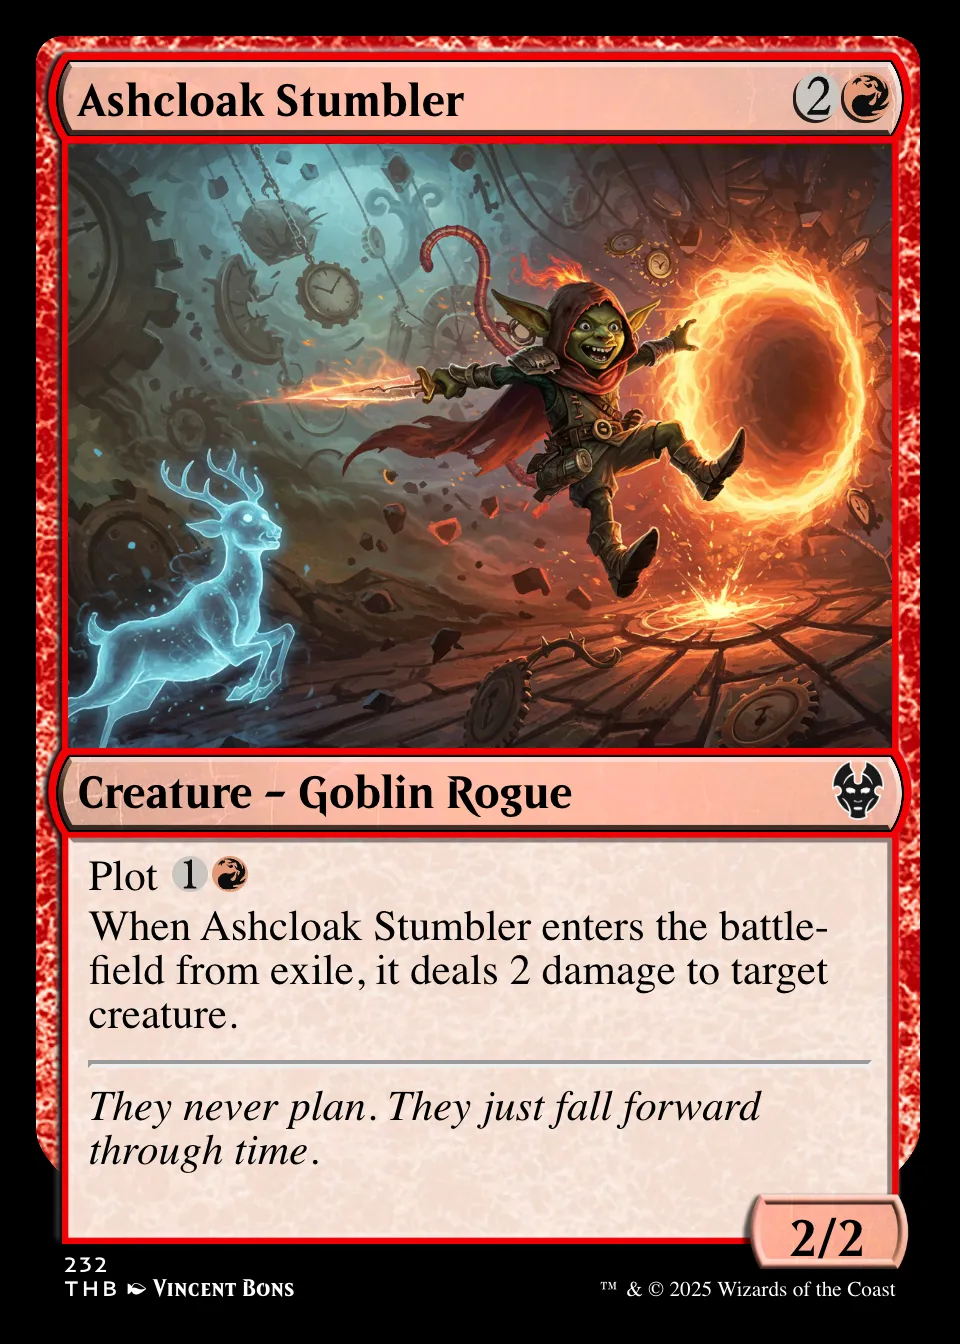 Ashcloak Stumbler 2
Creature – Goblin Rogue
Plot 1
When Ashcloak Stumbler enters the battle-
field from exile, it deals 2 damage to target
creature.
They never plan. They just fall forward
through time.
2/2
232
THB Vincent Bons
™ & © 2025 Wizards of the Coast